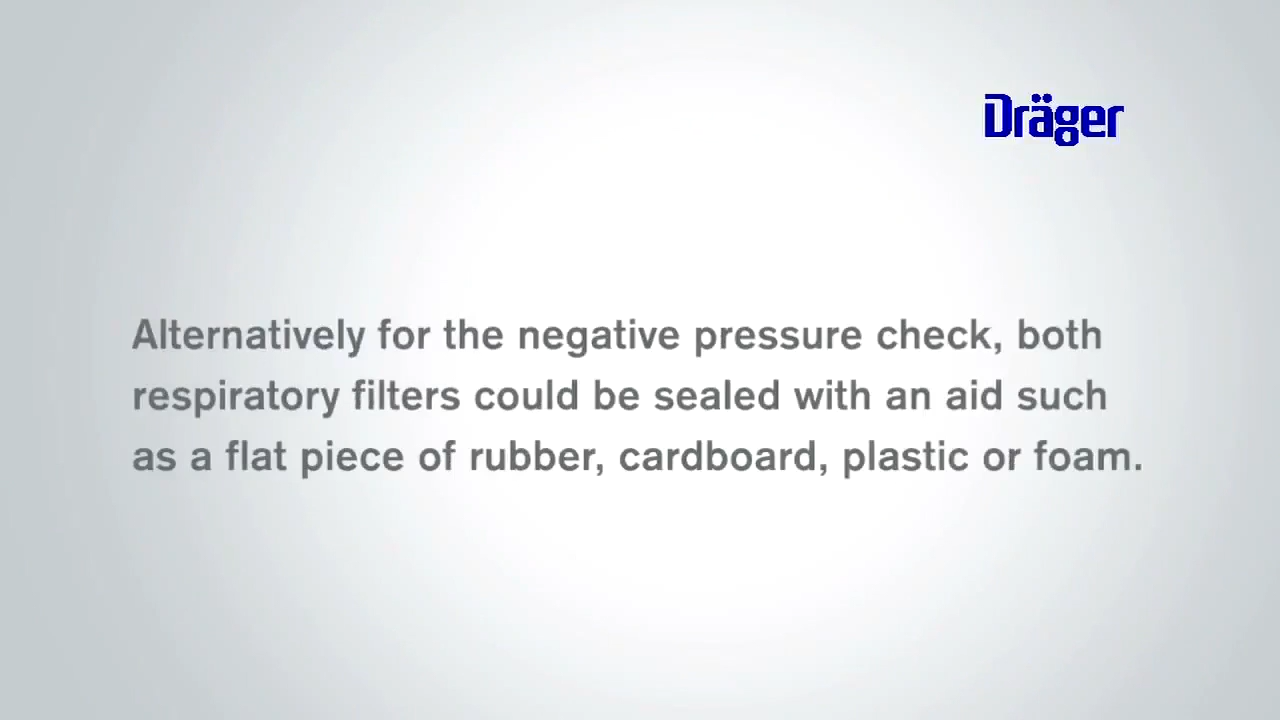 Dräger
Alternatively for the negative pressure check, both
respiratory filters could be sealed with an aid such
as a flat piece of rubber, cardboard, plastic or foam.